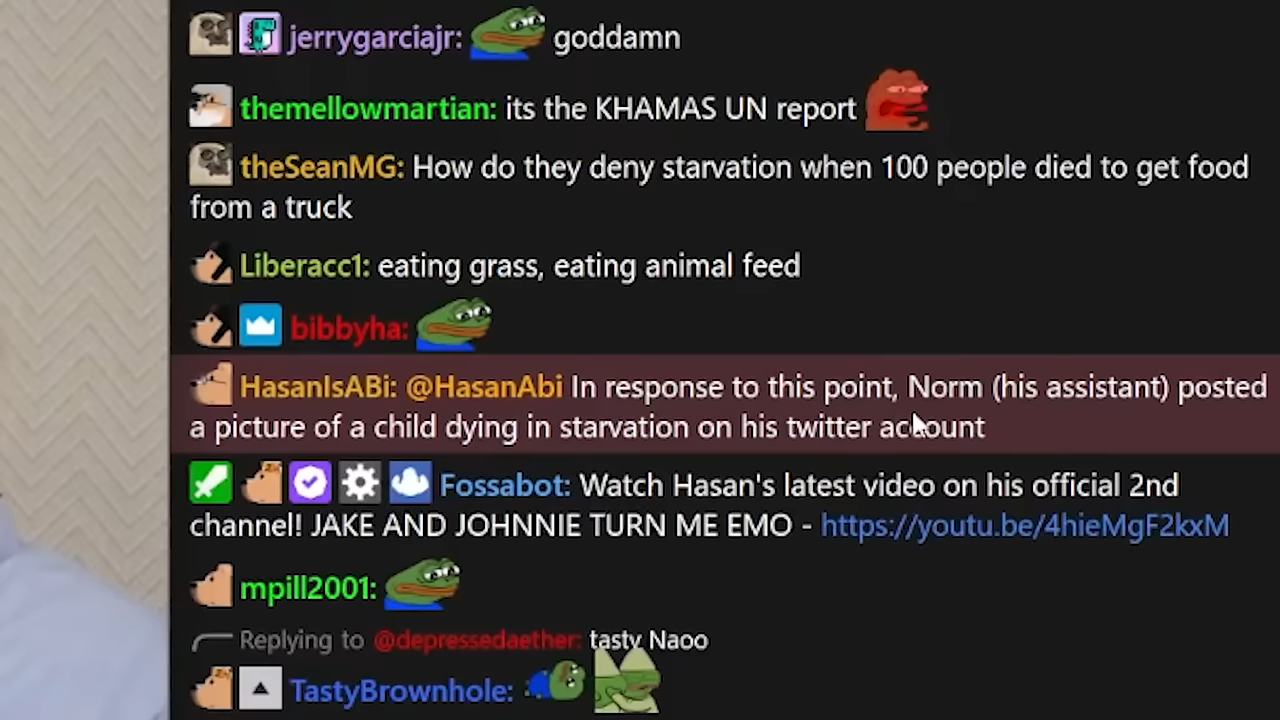 jerrygarciajr: goddamn
themellowmartian: its the KHAMAS UN report
theSeanMG: How do they deny starvation when 100 people died to get food
from a truck
Liberacc1: eating grass, eating animal feed
bibbyha:
HasanIsABi: @HasanAbi In response to this point, Norm (his assistant) posted
a picture of a child dying in starvation on his twitter account
Fossabot: Watch Hasan's latest video on his official 2nd
channel! JAKE AND JOHNNIE TURN ME EMO - https://youtu.be/4hieMgF2kxM
mpill2001:
Replying to @depressedaether: tasty Naoo
TastyBrownhole: